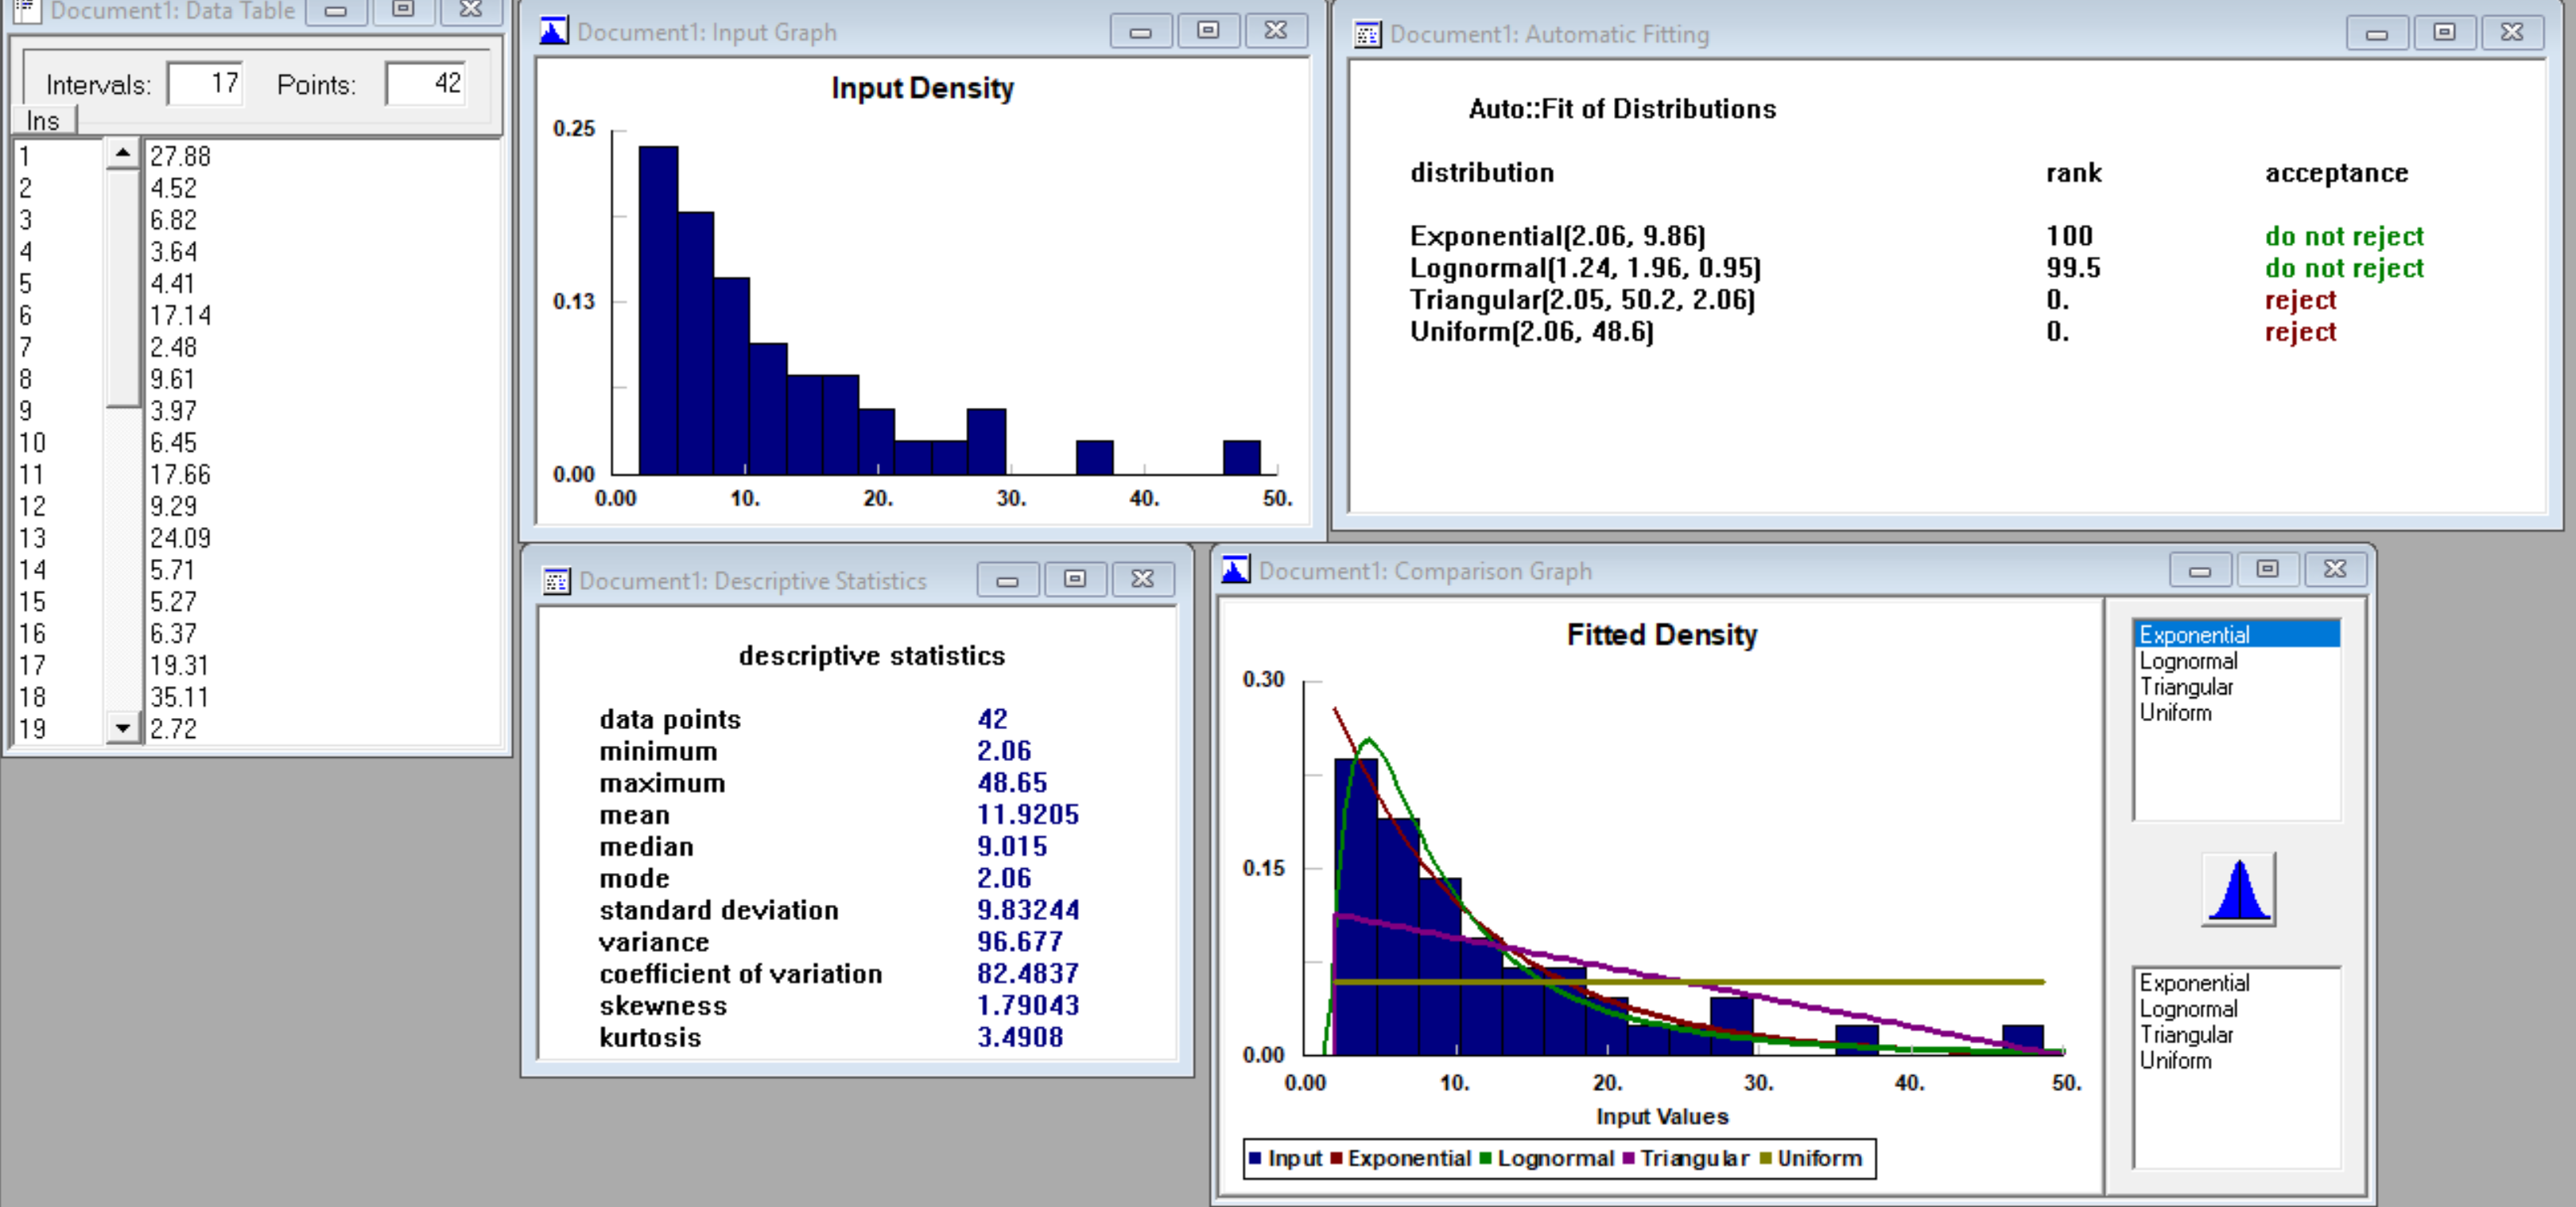 Document1: Data Table
Intervals: 17 Points: 42
Ins
1 27.88
2 4.52
3 6.82
4 3.64
5 4.41
6 17.14
7 2.48
8 9.61
9 3.97
10 6.45
11 17.66
12 9.29
13 24.09
14 5.71
15 5.27
16 6.37
17 19.31
18 35.11
19 2.72
Document1: Input Graph
Input Density
0.25
0.13
0.00
0.00 10. 20. 30. 40. 50.
Document1: Automatic Fitting
Auto::Fit of Distributions
distribution rank acceptance
Exponential(2.06, 9.86) 100 do not reject
Lognormal(1.24, 1.96, 0.95) 99.5 do not reject
Triangular(2.05, 50.2, 2.06) 0. reject
Uniform(2.06, 48.6) 0. reject
Document1: Descriptive Statistics
descriptive statistics
data points 42
minimum 2.06
maximum 48.65
mean 11.9205
median 9.015
mode 2.06
standard deviation 9.83244
variance 96.677
coefficient of variation 82.4837
skewness 1.79043
kurtosis 3.4908
Document1: Comparison Graph
Fitted Density
0.30
0.15
0.00
0.00 10. 20. 30. 40. 50.
Input Values
Input Exponential Lognormal Triangular Uniform
Exponential
Lognormal
Triangular
Uniform
Exponential
Lognormal
Triangular
Uniform